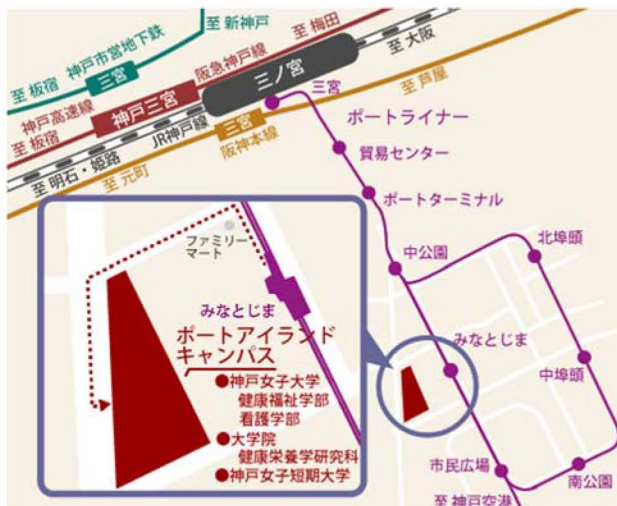 至 新神戸
神戸市営地下鉄
三宮
至 板宿
阪急神戸線
至 梅田
至 大阪
三ノ宮
神戸三宮
神戸高速線
至 板宿
JR神戸線
至 明石・姫路
三宮
阪神本線
至 元町
至 芦屋
三宮
ポートライナー
貿易センター
ポートターミナル
中公園
北埠頭
みなとじま
中埠頭
市民広場
南公園
至 神戸空港
ファミリー
マート
みなとじま
ポートアイランド
キャンパス
●神戸女子大学
健康福祉学部
看護学部
●大学院
健康栄養学研究科
●神戸女子短期大学